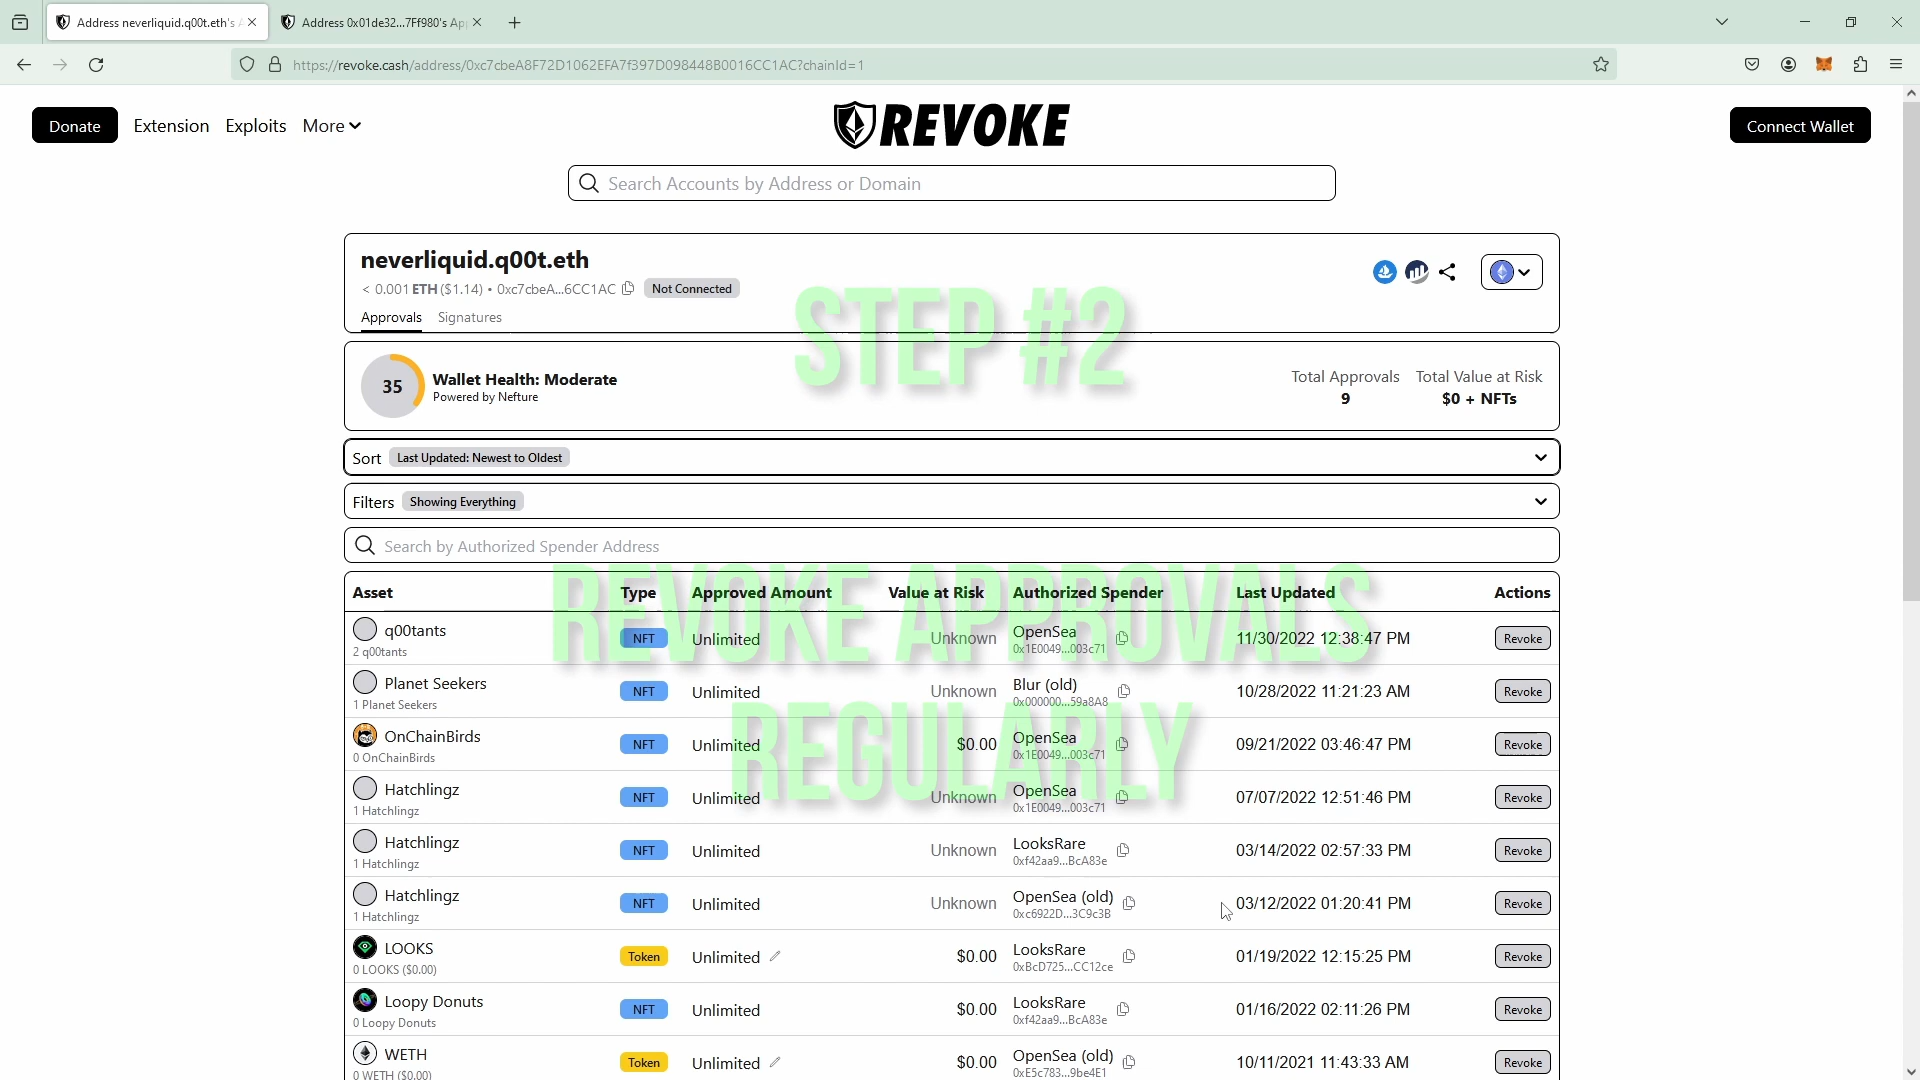 Address neverliquid.q00t.eth's A
Address 0x01de32...7Ff980's App
https://revoke.cash/address/0xc7cbeA8F72D1062EFA7f397D098448B0016CC1AC?chainId=1
Donate Extension Exploits More
REVOKE
Connect Wallet
Search Accounts by Address or Domain
neverliquid.q00t.eth
< 0.001 ETH ($1.14) • 0xc7cbeA...6CC1AC Not Connected
Approvals Signatures
STEP #2
35
Wallet Health: Moderate
Powered by Nefture
Total Approvals
9
Total Value at Risk
$0 + NFTs
Sort Last Updated: Newest to Oldest
Filters Showing Everything
Search by Authorized Spender Address
REVOKE APPROVALS
REGULARLY
Asset Type Approved Amount Value at Risk Authorized Spender Last Updated Actions
q00tants NFT Unlimited Unknown OpenSea 11/30/2022 12:38:47 PM Revoke
2 q00tants 0x1E0049...003c71
Planet Seekers NFT Unlimited Unknown Blur (old) 10/28/2022 11:21:23 AM Revoke
1 Planet Seekers 0x000000...59a8A8
OnChainBirds NFT Unlimited $0.00 OpenSea 09/21/2022 03:46:47 PM Revoke
0 OnChainBirds 0x1E0049...003c71
Hatchlingz NFT Unlimited Unknown OpenSea 07/07/2022 12:51:46 PM Revoke
1 Hatchlingz 0x1E0049...003c71
Hatchlingz NFT Unlimited Unknown LooksRare 03/14/2022 02:57:33 PM Revoke
1 Hatchlingz 0xf42aa9...BcA83e
Hatchlingz NFT Unlimited Unknown OpenSea (old) 03/12/2022 01:20:41 PM Revoke
1 Hatchlingz 0xc6922D...3C9c3B
LOOKS Token Unlimited $0.00 LooksRare 01/19/2022 12:15:25 PM Revoke
0 LOOKS ($0.00) 0xBcD725...CC12ce
Loopy Donuts NFT Unlimited $0.00 LooksRare 01/16/2022 02:11:26 PM Revoke
0 Loopy Donuts 0xf42aa9...BcA83e
WETH Token Unlimited $0.00 OpenSea (old) 10/11/2021 11:43:33 AM Revoke
0 WETH ($0.00) 0xE5c783...9be4E1